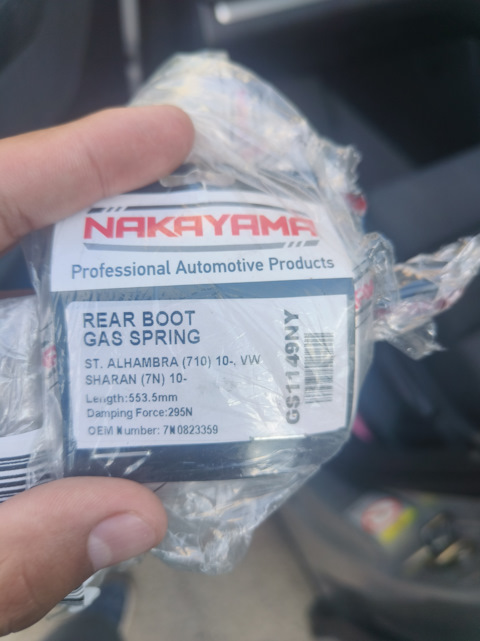 NAKAYAMA
Professional Automotive Products
REAR BOOT
GAS SPRING
ST. ALHAMBRA (710) 10-, VW
SHARAN (7N) 10-
Length:553.5mm
Damping Force:295N
OEM Number: 7N0823359
GS1149NY